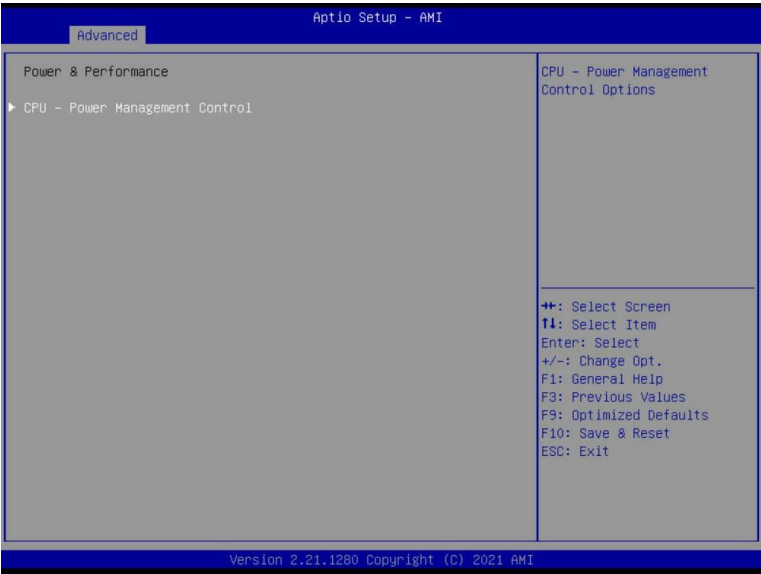 Aptio Setup – AMI
Advanced
Power & Performance
CPU – Power Management Control
CPU – Power Management
Control Options
→←: Select Screen
↑↓: Select Item
Enter: Select
+/-: Change Opt.
F1: General Help
F3: Previous Values
F9: Optimized Defaults
F10: Save & Reset
ESC: Exit
Version 2.21.1280 Copyright (C) 2021 AMI